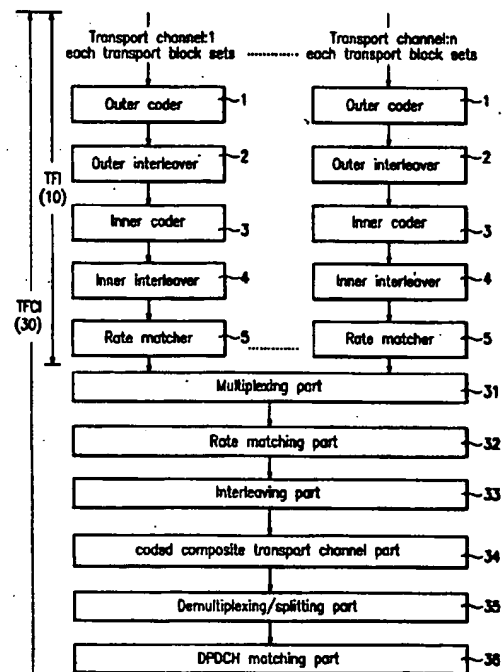 Transport channel:1
each transport block sets
Transport channel:n
each transport block sets
TFI
(10)
TFCI
(30)
Outer coder
1
Outer coder
1
Outer interleaver
2
Outer interleaver
2
Inner coder
3
Inner coder
3
Inner interleaver
4
Inner interleaver
4
Rate matcher
5
Rate matcher
5
Multiplexing part
31
Rate matching part
32
Interleaving part
33
coded composite transport channel part
34
Demultiplexing/splitting part
35
DPDCH matching part
36